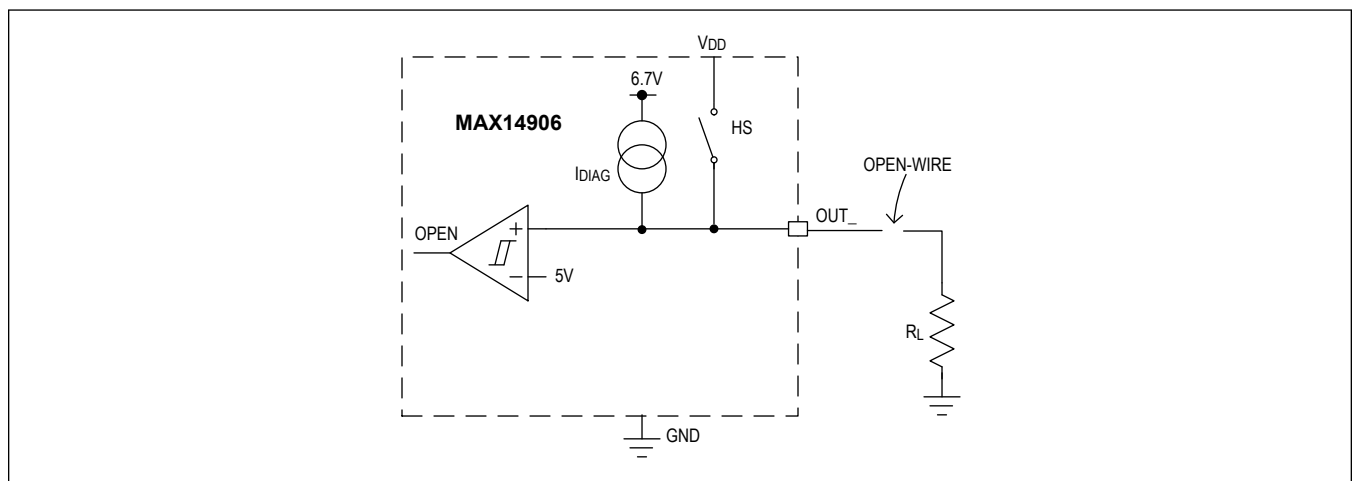 VDD
6.7V
MAX14906
HS
IDIAG
OPEN-WIRE
OUT_
OPEN
+
−
5V
RL
GND